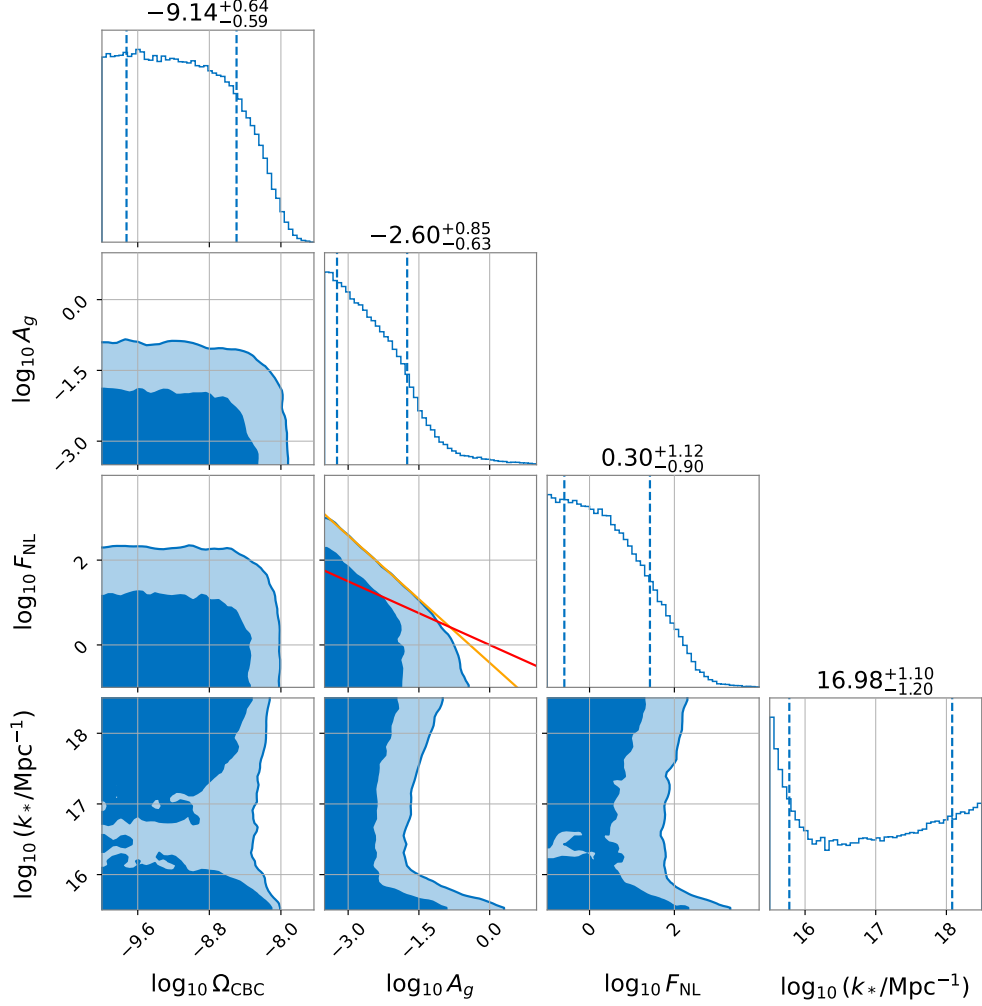 −9.14+0.64−0.59
−2.60+0.85−0.63
log10 Ag
0.0
−1.5
−3.0
0.30+1.12−0.90
log10 FNL
2
0
16.98+1.10−1.20
log10 (k*/Mpc−1)
18
17
16
−9.6 −8.8 −8.0 −3.0 −1.5 0.0 0 2 16 17 18
log10 ΩCBC log10 Ag log10 FNL log10 (k*/Mpc−1)